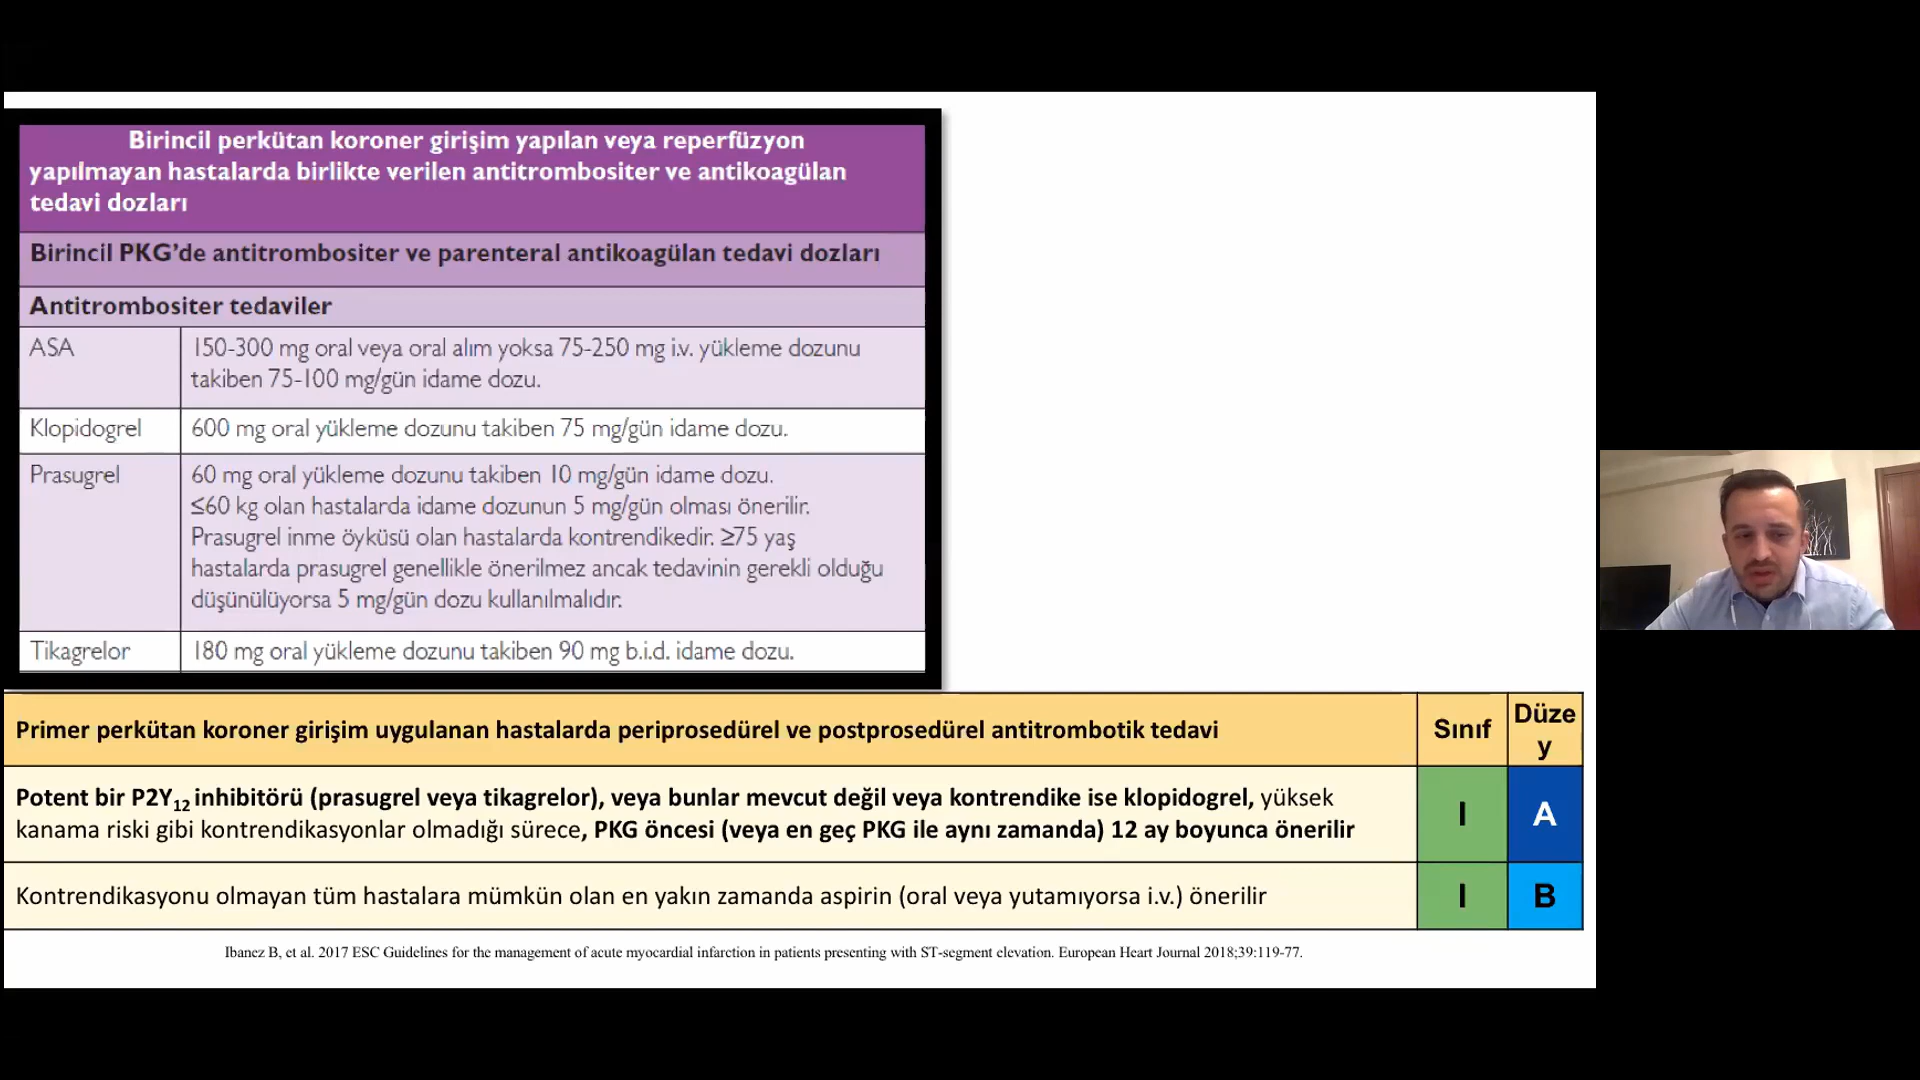 Birincil perkütan koroner girişim yapılan veya reperfüzyon
yapılmayan hastalarda birlikte verilen antitrombositer ve antikoagülan
tedavi dozları
Birincil PKG’de antitrombositer ve parenteral antikoagülan tedavi dozları
Antitrombositer tedaviler
ASA
150-300 mg oral veya oral alım yoksa 75-250 mg i.v. yükleme dozunu
takiben 75-100 mg/gün idame dozu.
Klopidogrel
600 mg oral yükleme dozunu takiben 75 mg/gün idame dozu.
Prasugrel
60 mg oral yükleme dozunu takiben 10 mg/gün idame dozu.
≤60 kg olan hastalarda idame dozunun 5 mg/gün olması önerilir.
Prasugrel inme öyküsü olan hastalarda kontrendikedir. ≥75 yaş
hastalarda prasugrel genellikle önerilmez ancak tedavinin gerekli olduğu
düşünülüyorsa 5 mg/gün dozu kullanılmalıdır.
Tikagrelor
180 mg oral yükleme dozunu takiben 90 mg b.i.d. idame dozu.
Primer perkütan koroner girişim uygulanan hastalarda periprosedürel ve postprosedürel antitrombotik tedavi
Sınıf
Düze
y
Potent bir P2Y12 inhibitörü (prasugrel veya tikagrelor), veya bunlar mevcut değil veya kontrendike ise klopidogrel, yüksek
kanama riski gibi kontrendikasyonlar olmadığı sürece, PKG öncesi (veya en geç PKG ile aynı zamanda) 12 ay boyunca önerilir
I
A
Kontrendikasyonu olmayan tüm hastalara mümkün olan en yakın zamanda aspirin (oral veya yutamıyorsa i.v.) önerilir
I
B
Ibanez B, et al. 2017 ESC Guidelines for the management of acute myocardial infarction in patients presenting with ST-segment elevation. European Heart Journal 2018;39:119-77.